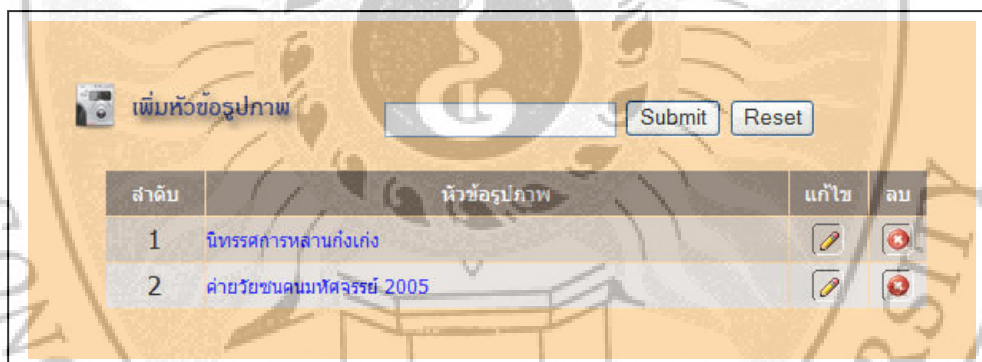 เพิ่มหัวข้อรูปภาพ Submit Reset
ลำดับ หัวข้อรูปภาพ แก้ไข ลบ
1 นิทรรศการหลานกังเก่ง
2 ค่ายวัยชนคนมหัศจรรย์ 2005
RSITY